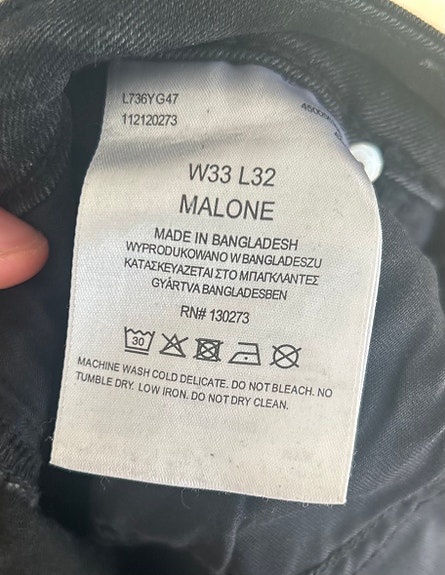 L736YG47
112120273
W33 L32
MALONE
MADE IN BANGLADESH
WYPRODUKOWANO W BANGLADESZU
ΚΑΤΑΣΚΕΥΑΖΕΤΑΙ ΣΤΟ ΜΠΑΓΚΛΑΝΤΕΣ
GYÁRTVA BANGLADESBEN
RN# 130273
30
MACHINE WASH COLD DELICATE. DO NOT BLEACH. NO
TUMBLE DRY. LOW IRON. DO NOT DRY CLEAN.